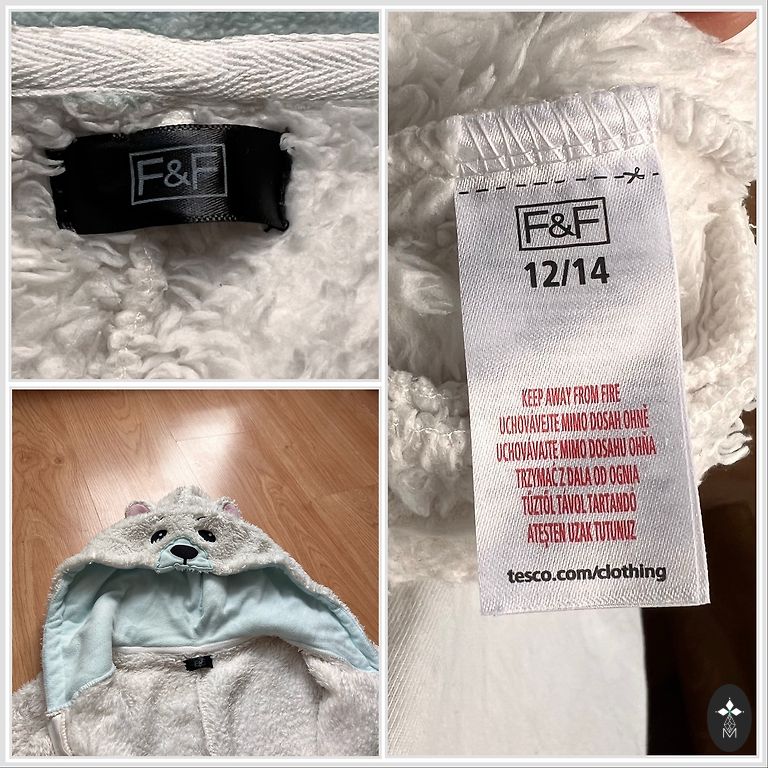 F&F
F&F
12/14
KEEP AWAY FROM FIRE
UCHOVÁVEJTE MIMO DOSAH OHNĚ
UCHOVÁVAJTE MIMO DOSAHU OHŇA
TRZYMAĆ Z DALA OD OGNIA
TŰZTŐL TÁVOL TARTANDÓ
ATEŞTEN UZAK TUTUNUZ
tesco.com/clothing
F&F
M